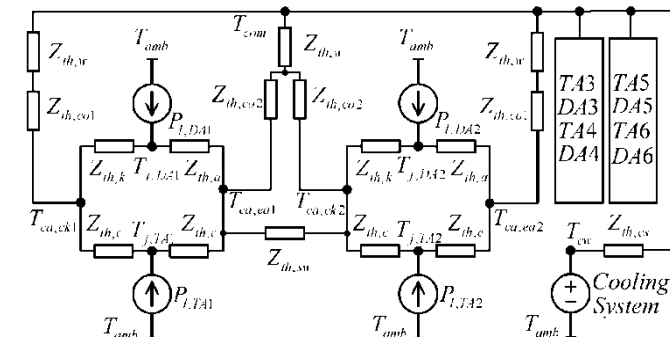 T_com
T_amb
T_amb
Z_th,w
Z_th,w
Z_th,w
Z_th,co1
Z_th,co2
Z_th,co2
Z_th,co1
P_l,DA1
P_l,DA2
TA3
DA3
TA4
DA4
TA5
DA5
TA6
DA6
Z_th,k
T_j,DA1
Z_th,a
Z_th,k
T_j,DA2
Z_th,a
T_ca,ck1
T_ca,ea1
T_ca,ck2
T_ca,ea2
Z_th,c
T_j,TA1
Z_th,e
Z_th,c
T_j,TA2
Z_th,e
Z_th,sw
T_cw
Z_th,cs
P_l,TA1
P_l,TA2
+
−
Cooling
System
T_amb
T_amb
T_amb